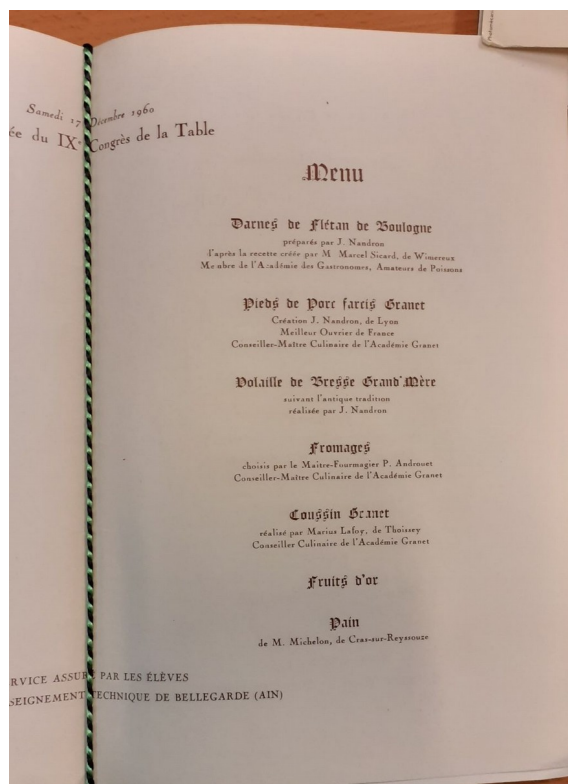 Samedi 17 Décembre 1960
ée du IXe Congrès de la Table
Menu
Darnes de Flétan de Boulogne
préparés par J. Nandron
d'après la recette créée par M. Marcel Sicard, de Wimereux
Membre de l'Académie des Gastronomes, Amateurs de Poissons
Pieds de Porc farcis Granet
Création J. Nandron, de Lyon
Meilleur Ouvrier de France
Conseiller-Maître Culinaire de l'Académie Granet
Volaille de Bresse Grand'Mère
suivant l'antique tradition
réalisée par J. Nandron
Fromages
choisis par le Maître-Fourmagier P. Androuet
Conseiller-Maître Culinaire de l'Académie Granet
Coussin Granet
réalisé par Marius Lafoy, de Thoissey
Conseiller Culinaire de l'Académie Granet
Fruits d'or
Pain
de M. Michelon, de Cras-sur-Reyssouze
RVICE ASSURÉ PAR LES ÉLÈVES
SEIGNEMENT TECHNIQUE DE BELLEGARDE (AIN)